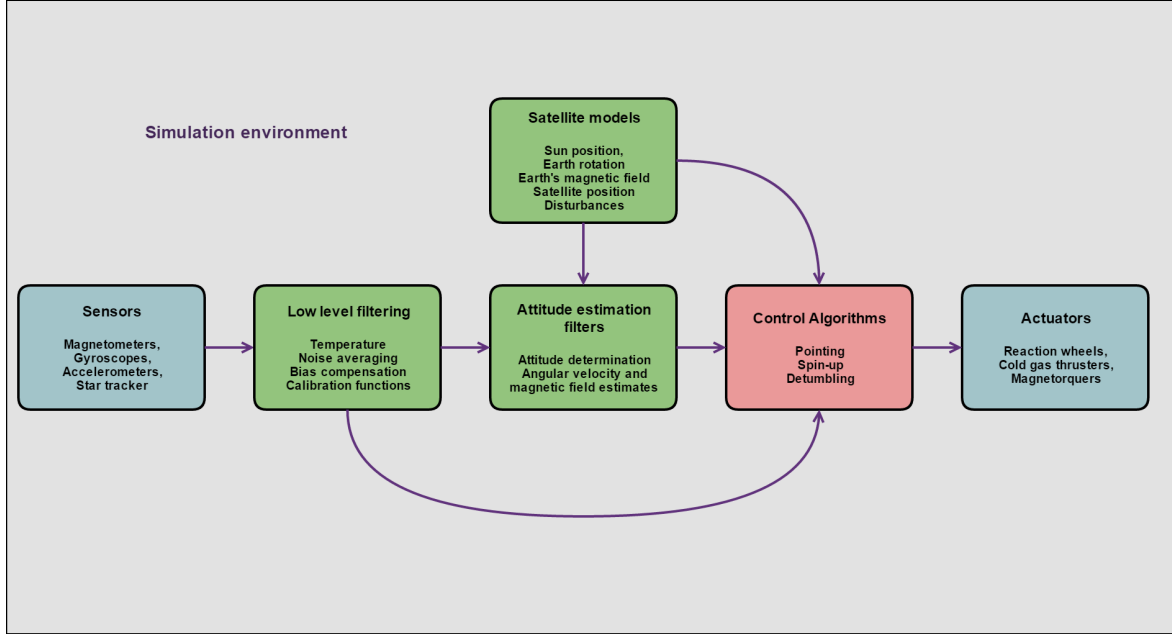 Simulation environment
Satellite models
Sun position,
Earth rotation
Earth's magnetic field
Satellite position
Disturbances
Sensors
Magnetometers,
Gyroscopes,
Accelerometers,
Star tracker
Low level filtering
Temperature
Noise averaging
Bias compensation
Calibration functions
Attitude estimation
filters
Attitude determination
Angular velocity and
magnetic field estimates
Control Algorithms
Pointing
Spin-up
Detumbling
Actuators
Reaction wheels,
Cold gas thrusters,
Magnetorquers